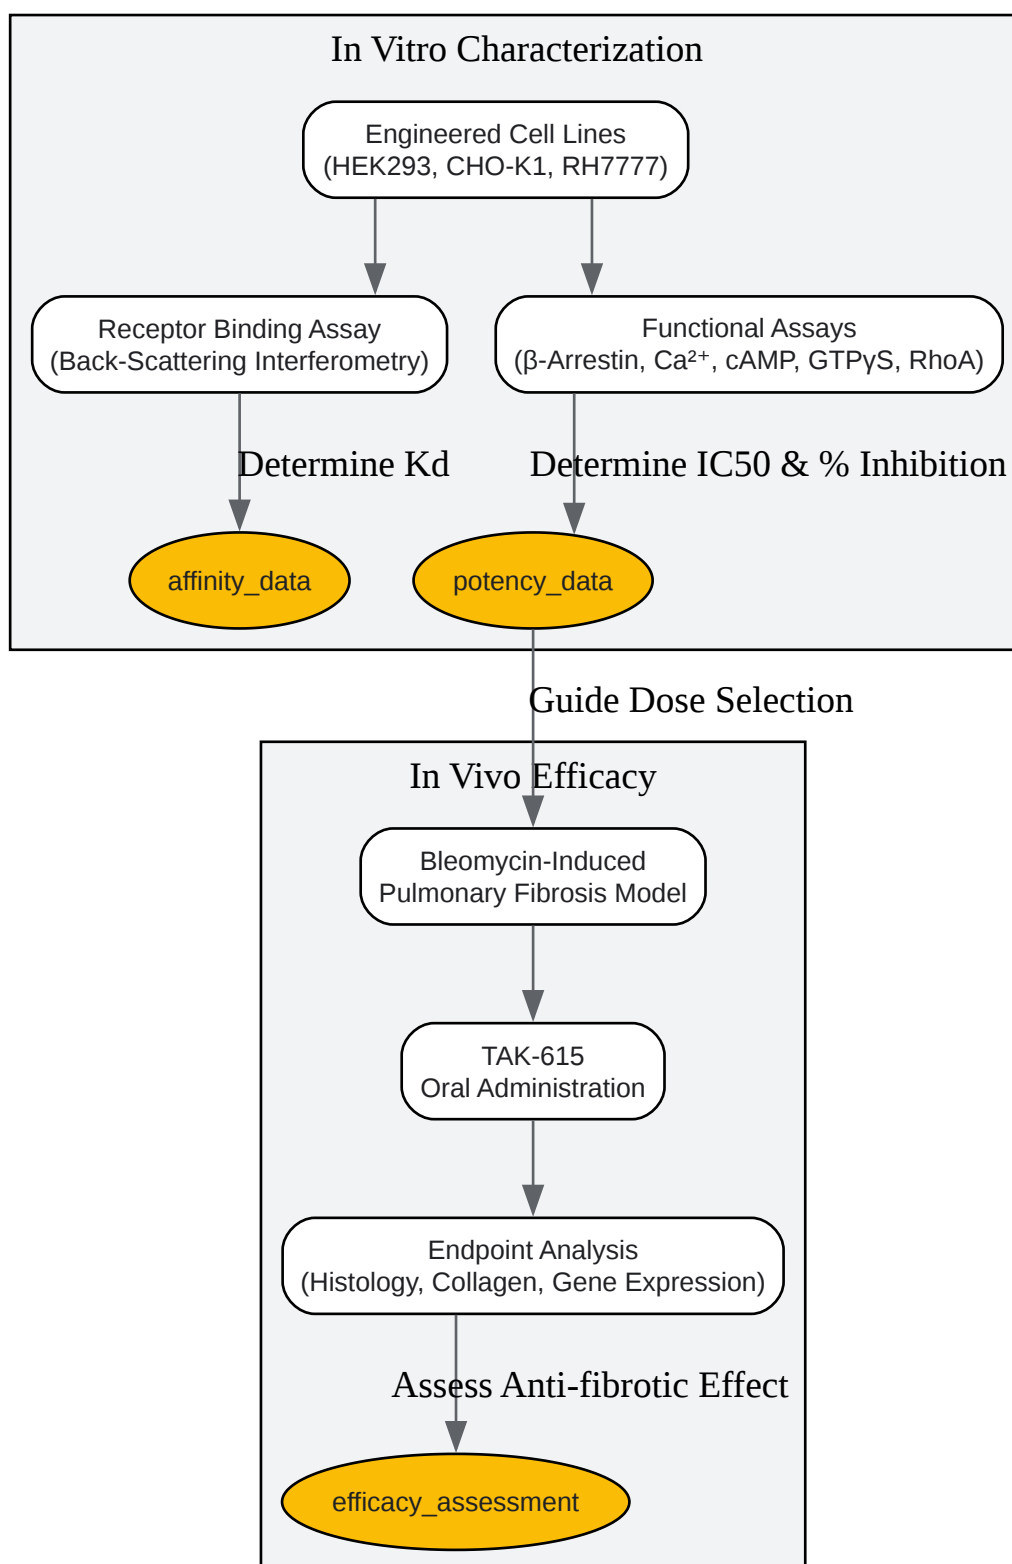 In Vitro Characterization
Engineered Cell Lines
(HEK293, CHO-K1, RH7777)
Receptor Binding Assay
(Back-Scattering Interferometry)
Functional Assays
(β-Arrestin, Ca²⁺, cAMP, GTPγS, RhoA)
Determine Kd
Determine IC50 & % Inhibition
affinity_data
potency_data
Guide Dose Selection
In Vivo Efficacy
Bleomycin-Induced
Pulmonary Fibrosis Model
TAK-615
Oral Administration
Endpoint Analysis
(Histology, Collagen, Gene Expression)
Assess Anti-fibrotic Effect
efficacy_assessment